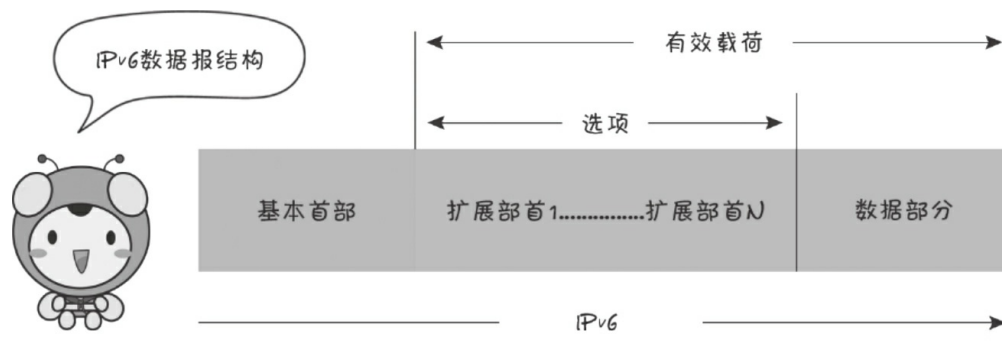 IPv6数据报结构
有效载荷
选项
基本首部
扩展部首1...............扩展部首N
数据部分
IPv6